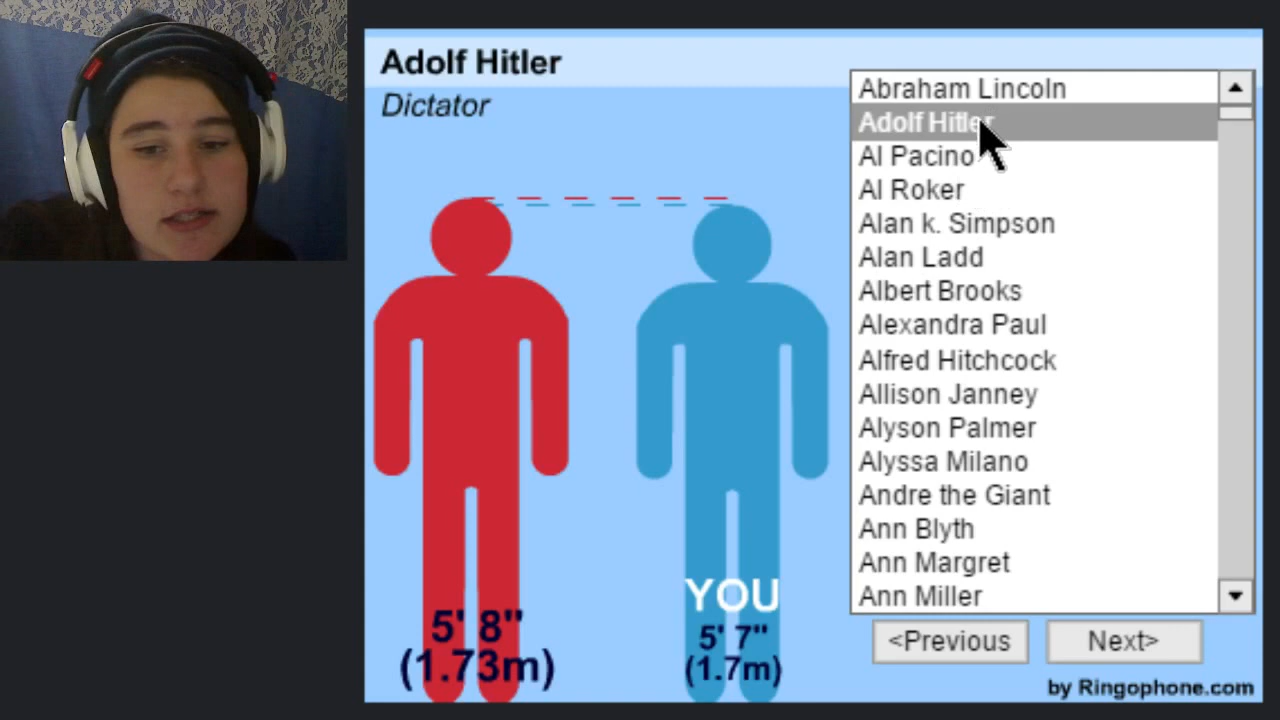 Adolf Hitler
Dictator
5' 8"
(1.73m)
YOU
5' 7"
(1.7m)
Abraham Lincoln
Adolf Hitler
Al Pacino
Al Roker
Alan k. Simpson
Alan Ladd
Albert Brooks
Alexandra Paul
Alfred Hitchcock
Allison Janney
Alyson Palmer
Alyssa Milano
Andre the Giant
Ann Blyth
Ann Margret
Ann Miller
<Previous
Next>
by Ringophone.com